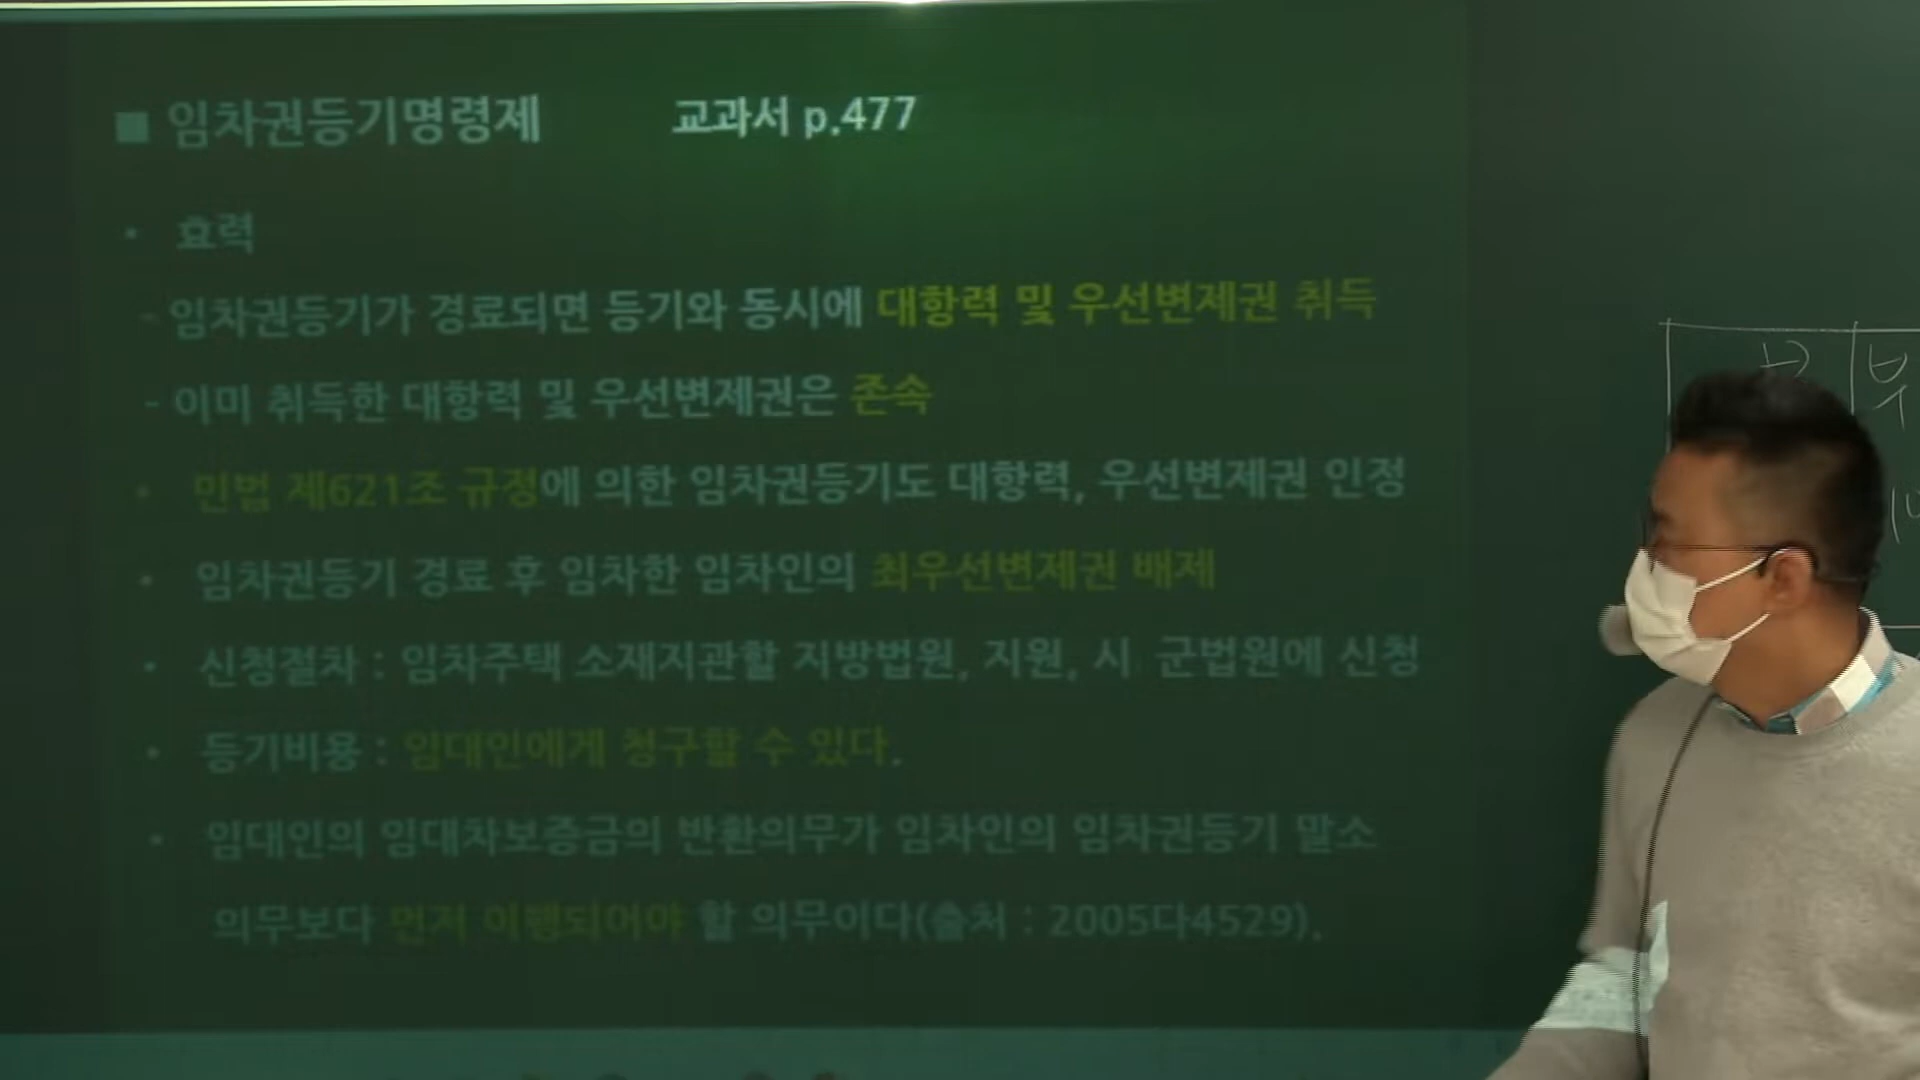 ■ 임차권등기명령제 교과서 p.477
• 효력
- 임차권등기가 경료되면 등기와 동시에 대항력 및 우선변제권 취득
- 이미 취득한 대항력 및 우선변제권은 존속
• 민법 제621조 규정에 의한 임차권등기도 대항력, 우선변제권 인정
• 임차권등기 경료 후 임차한 임차인의 최우선변제권 배제
• 신청절차 : 임차주택 소재지관할 지방법원, 지원, 시 군법원에 신청
• 등기비용 : 임대인에게 청구할 수 있다.
• 임대인의 임대차보증금의 반환의무가 임차인의 임차권등기 말소
의무보다 먼저 이행되어야 할 의무이다(출처 : 2005다4529).